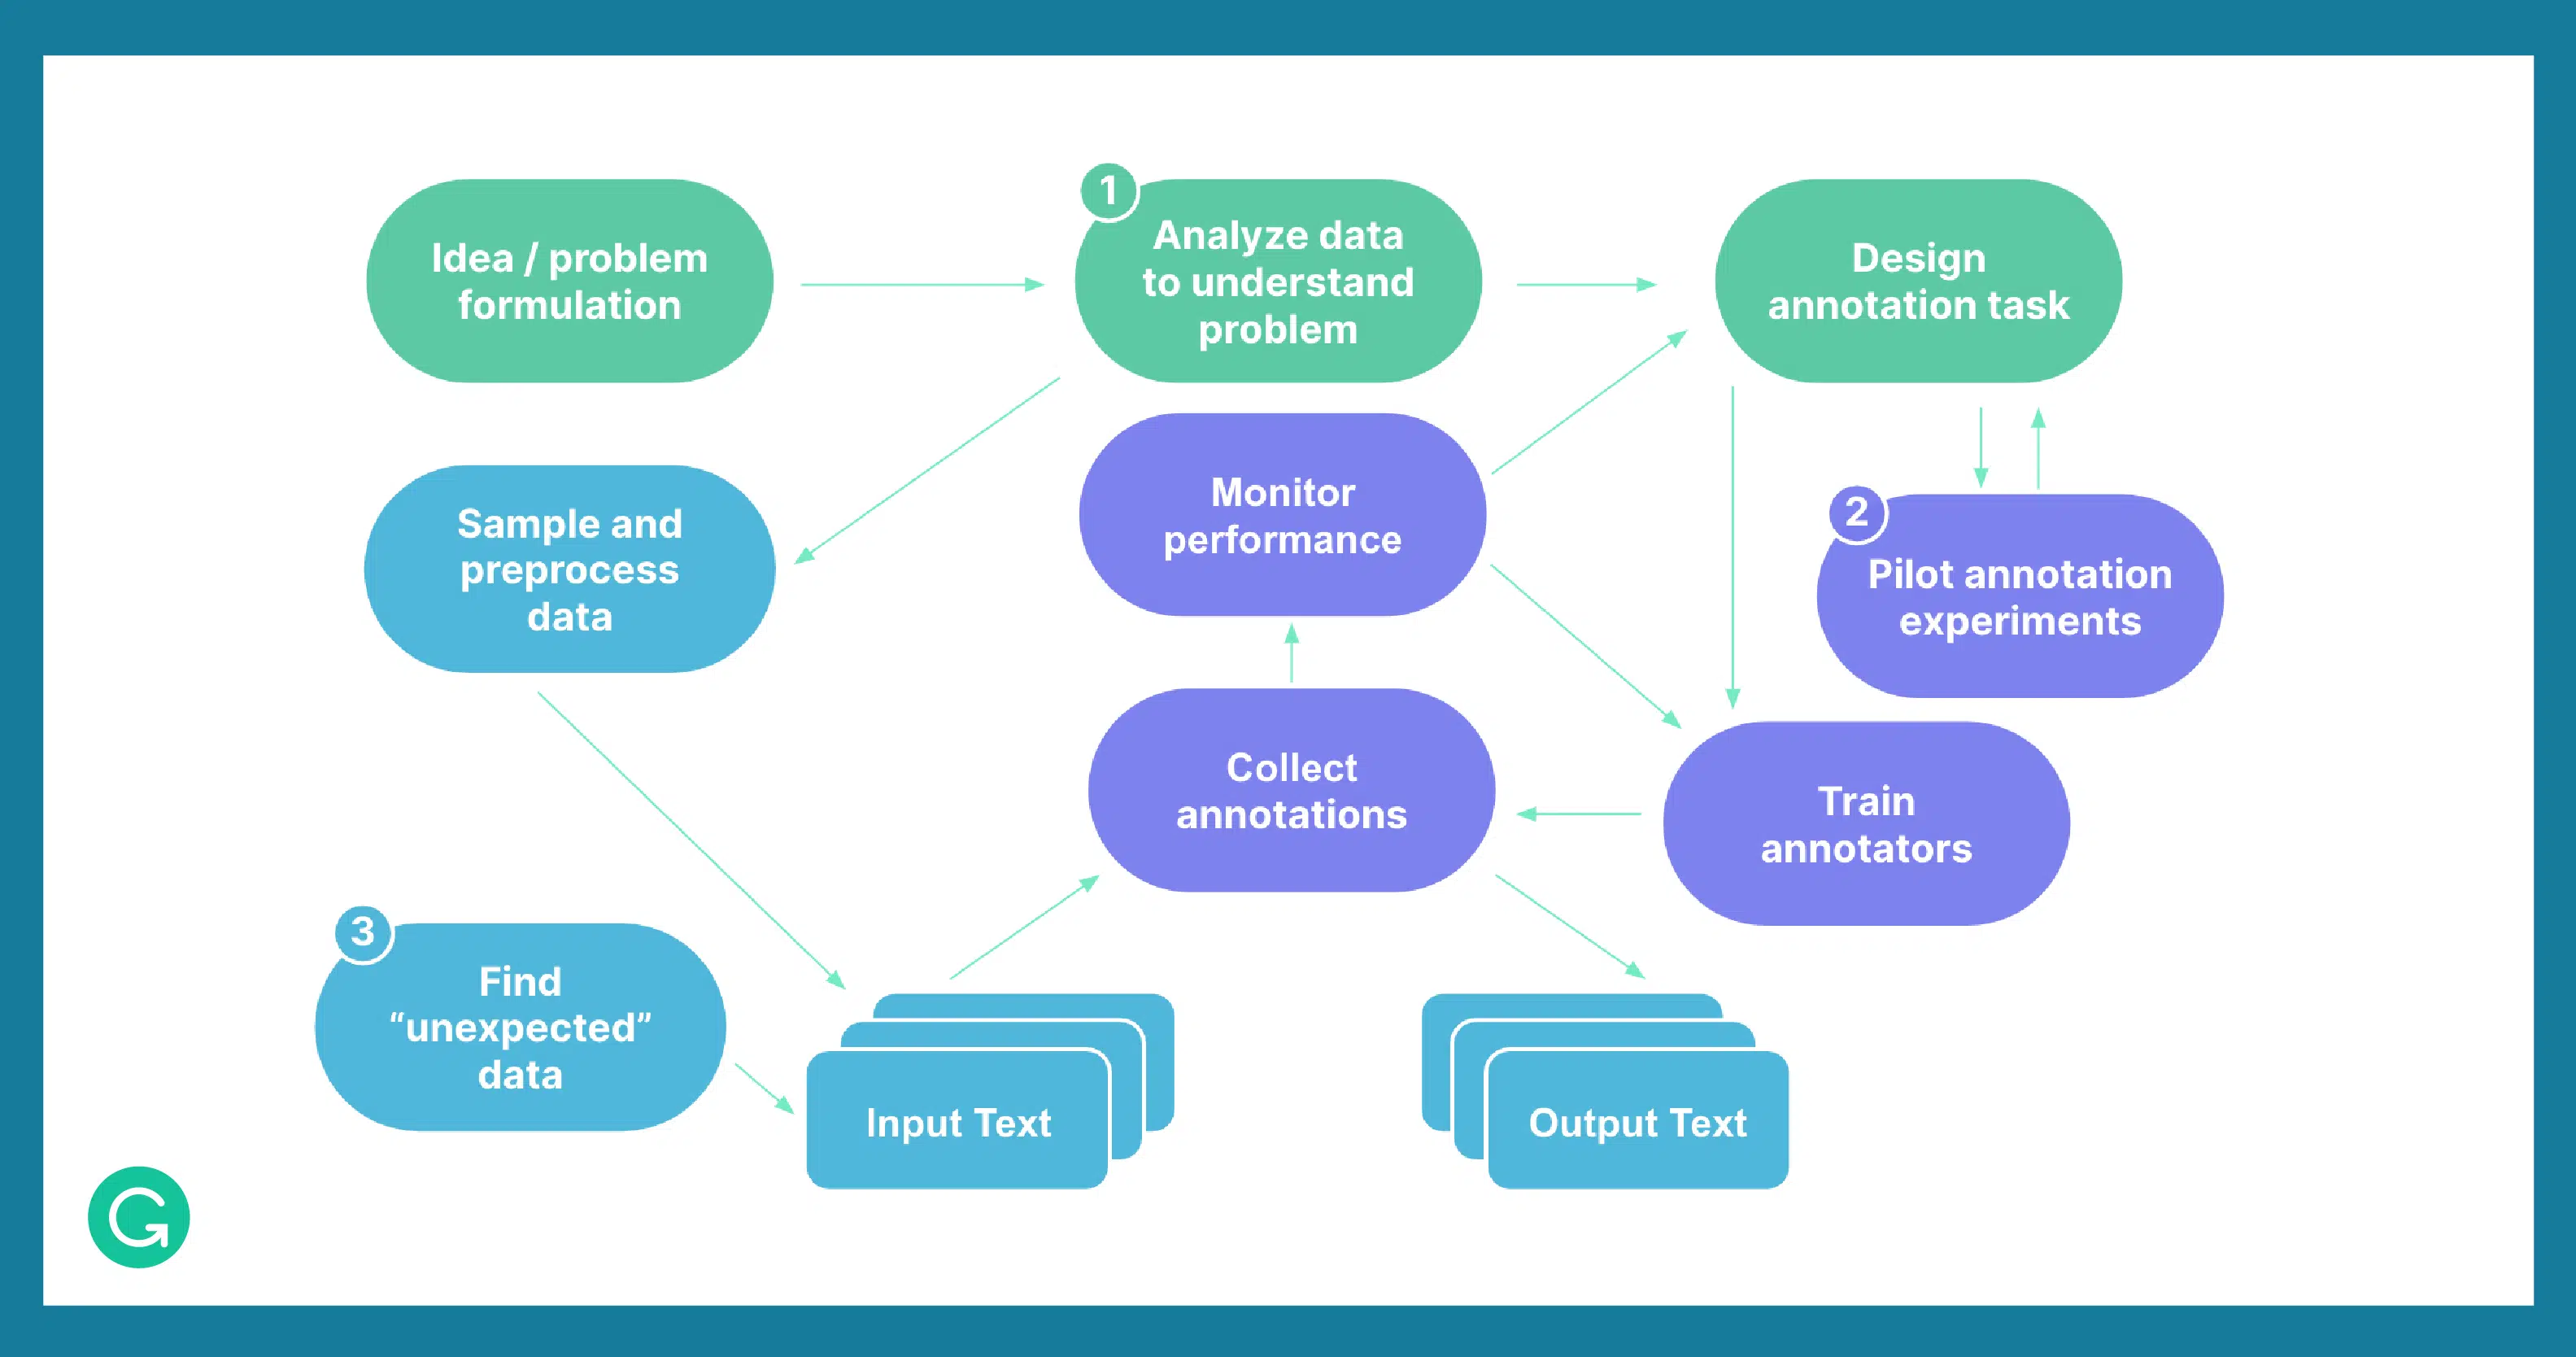 Idea / problem
formulation
1
Analyze data
to understand
problem
Design
annotation task
Sample and
preprocess
data
Monitor
performance
2
Pilot annotation
experiments
Collect
annotations
Train
annotators
3
Find
“unexpected”
data
Input Text
Output Text